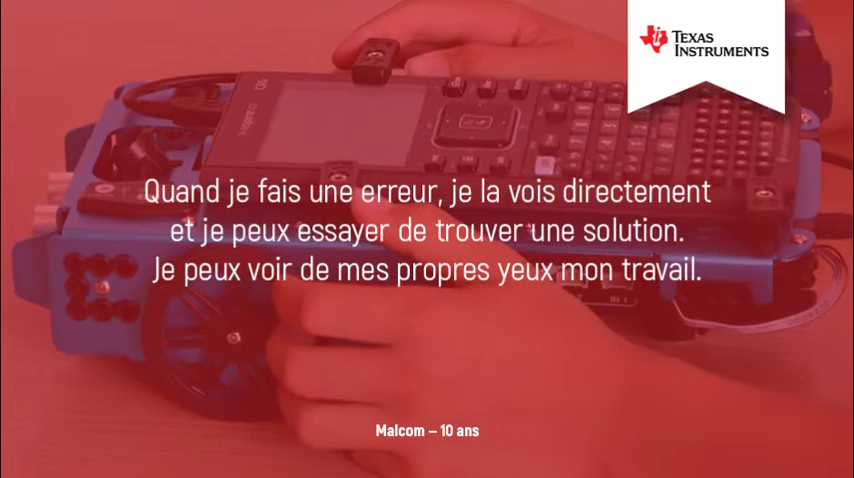 TEXAS
INSTRUMENTS
Quand je fais une erreur, je la vois directement
et je peux essayer de trouver une solution.
Je peux voir de mes propres yeux mon travail.
Malcom – 10 ans